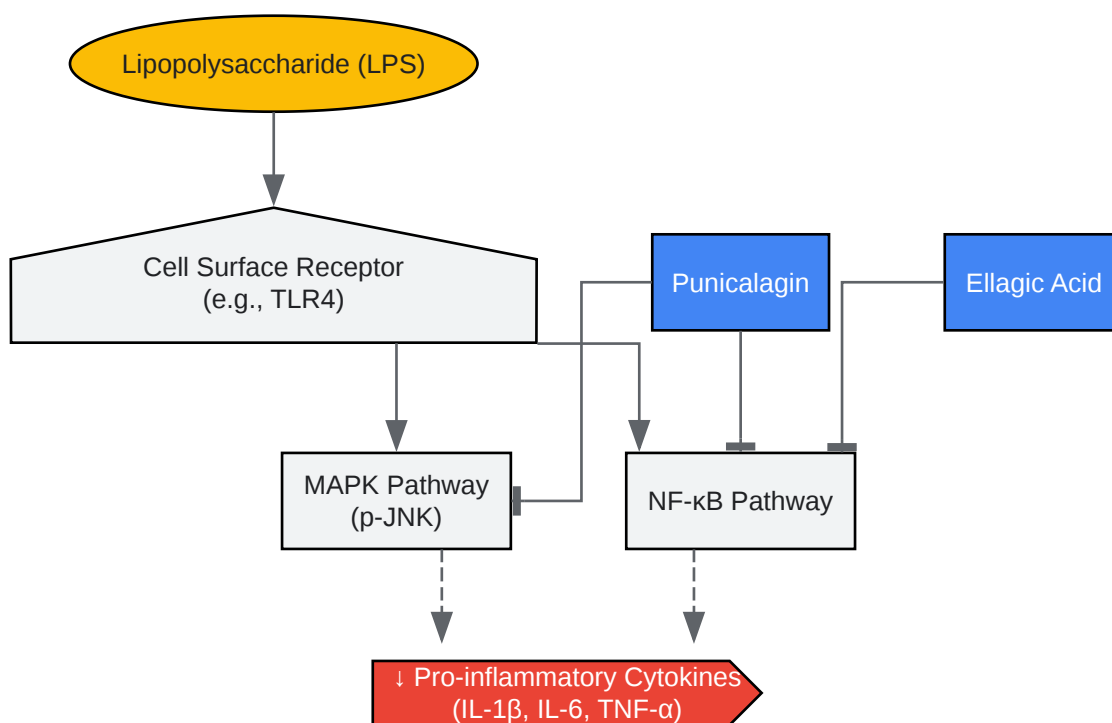 Lipopolysaccharide (LPS)
Cell Surface Receptor
(e.g., TLR4)
Punicalagin
Ellagic Acid
MAPK Pathway
(p-JNK)
NF-κB Pathway
↓ Pro-inflammatory Cytokines
(IL-1β, IL-6, TNF-α)